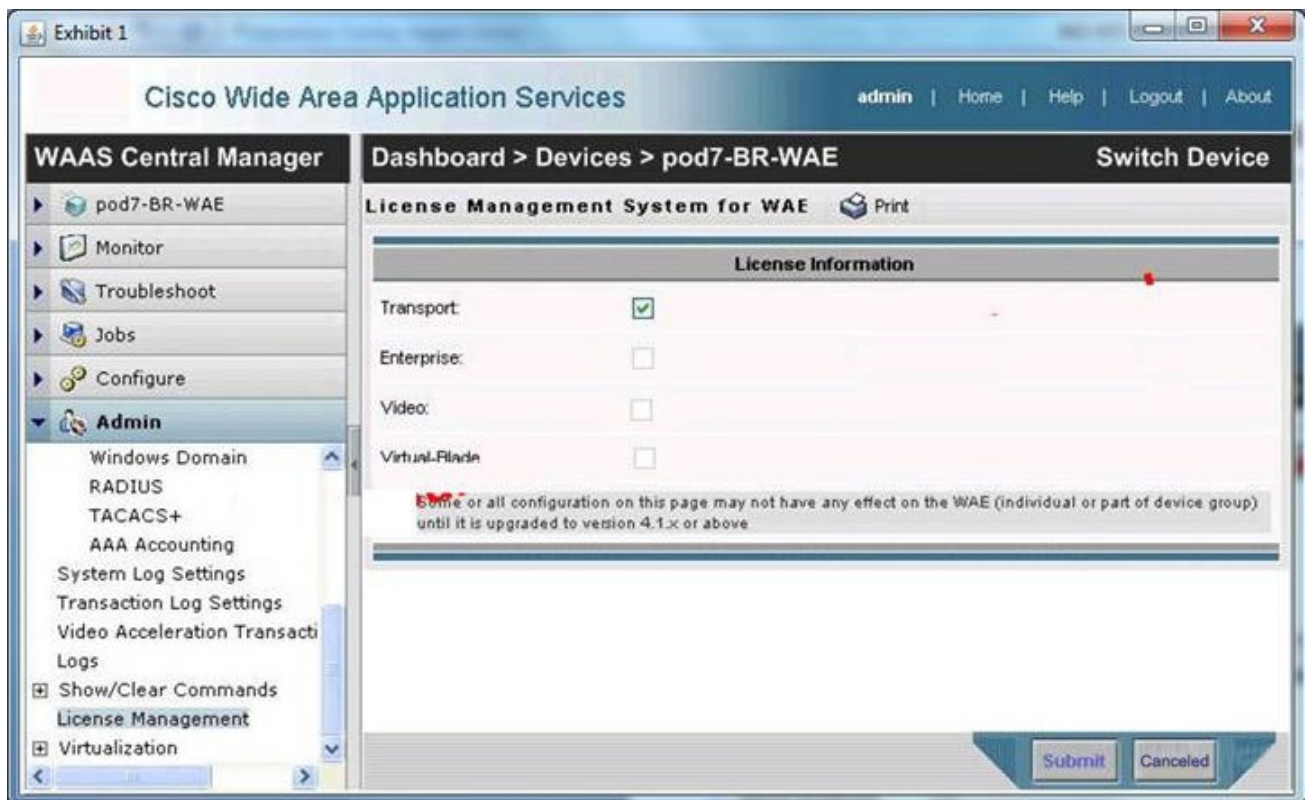 Exhibit 1
Cisco Wide Area Application Services
admin | Home | Help | Logout | About
WAAS Central Manager
Dashboard > Devices > pod7-BR-WAE
Switch Device
pod7-BR-WAE
Monitor
Troubleshoot
Jobs
Configure
Admin
Windows Domain
RADIUS
TACACS+
AAA Accounting
System Log Settings
Transaction Log Settings
Video Acceleration Transacti
Logs
Show/Clear Commands
License Management
Virtualization
License Management System for WAE
Print
License Information
Transport:
Enterprise:
Video:
Virtual-Blade
Some or all configuration on this page may not have any effect on the WAE (individual or part of device group)
until it is upgraded to version 4.1.x or above
Submit
Canceled